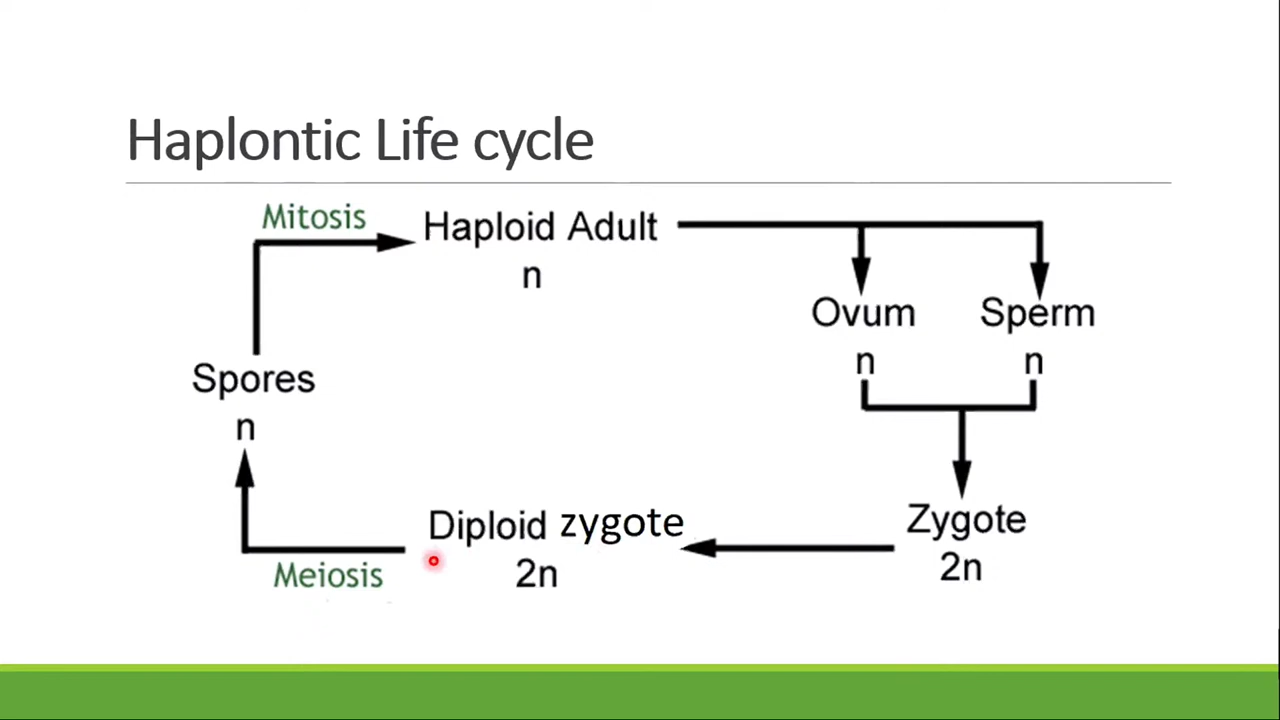 Haplontic Life cycle
Mitosis
Haploid Adult
n
Ovum
Sperm
n
n
Spores
n
Zygote
2n
Diploid zygote
2n
Meiosis